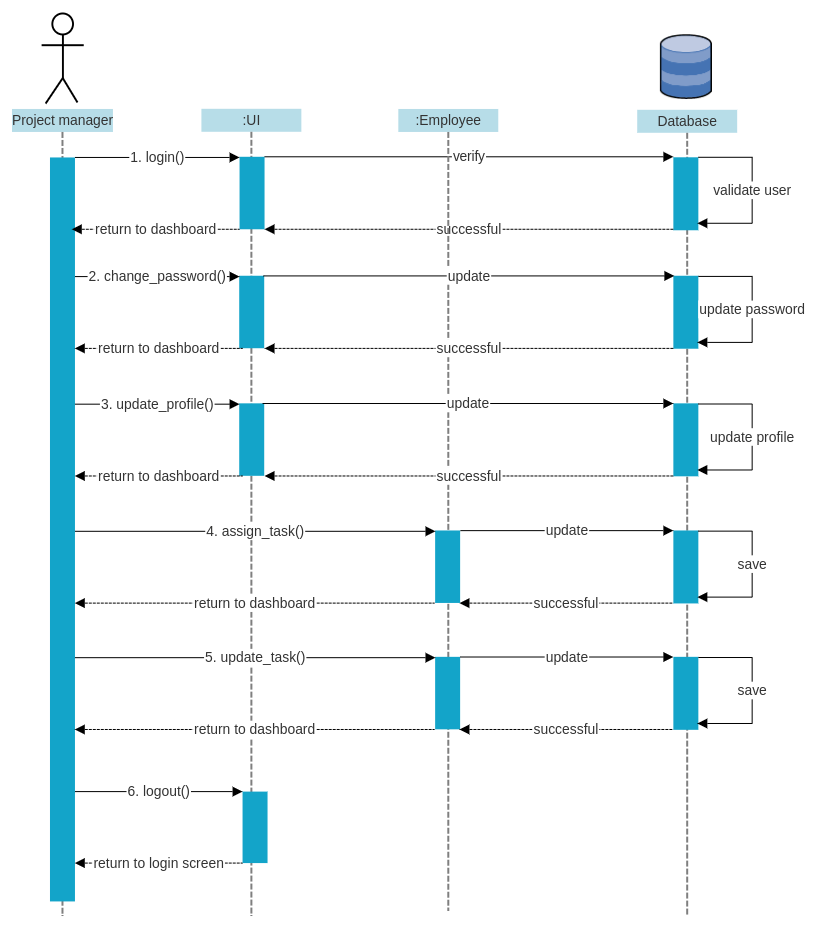 Project manager
:UI
:Employee
Database
1. login()
verify
validate user
return to dashboard
successful
2. change_password()
update
update password
return to dashboard
successful
3. update_profile()
update
update profile
return to dashboard
successful
4. assign_task()
update
save
return to dashboard
successful
5. update_task()
update
save
return to dashboard
successful
6. logout()
return to login screen